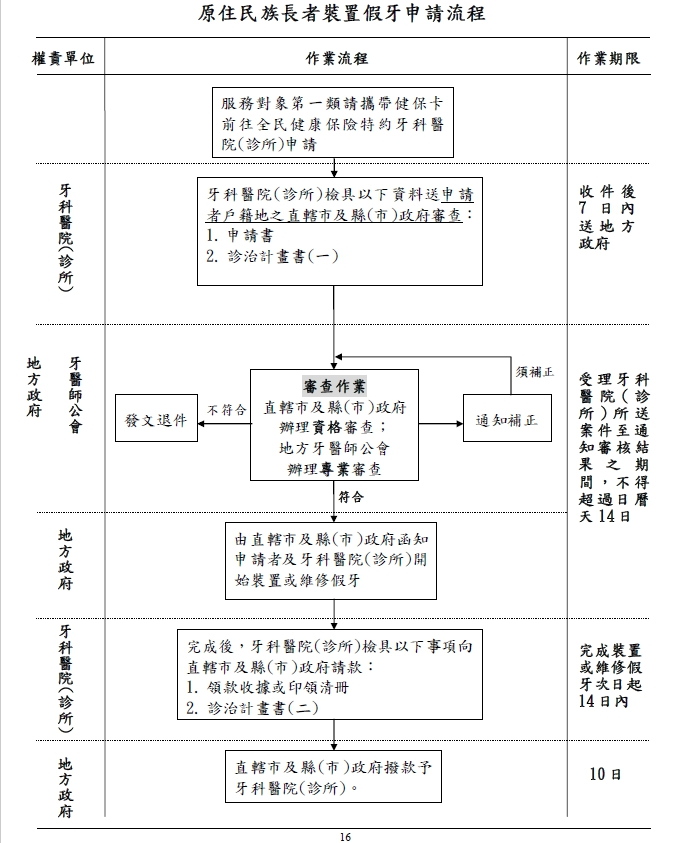 原住民族長者裝置假牙申請流程
權責單位
作業流程
作業期限
服務對象第一類請攜帶健保卡
前往全民健康保險特約牙科醫
院(診所)申請
牙科醫院(診所)
牙科醫院(診所)檢具以下資料送申請
者戶籍地之直轄市及縣(市)政府審查：
1. 申請書
2. 診治計畫書(一)
收件後
7 日內
送地方
政府
地方政府
牙醫師公會
須補正
審查作業
直轄市及縣(市)政府
辦理資格審查；
地方牙醫師公會
辦理專業審查
不符合
發文退件
通知補正
符合
受理牙科
醫院(診
所)所送
案件至通
知審核結
果之期
間，不得
超過日曆
天14日
地方政府
由直轄市及縣(市)政府函知
申請者及牙科醫院(診所)開
始裝置或維修假牙
牙科醫院(診所)
完成後，牙科醫院(診所)檢具以下事項向
直轄市及縣(市)政府請款：
1. 領款收據或印領清冊
2. 診治計畫書(二)
完成裝置
或維修假
牙次日起
14日內
地方政府
直轄市及縣(市)政府撥款予
牙科醫院(診所)。
10日
16